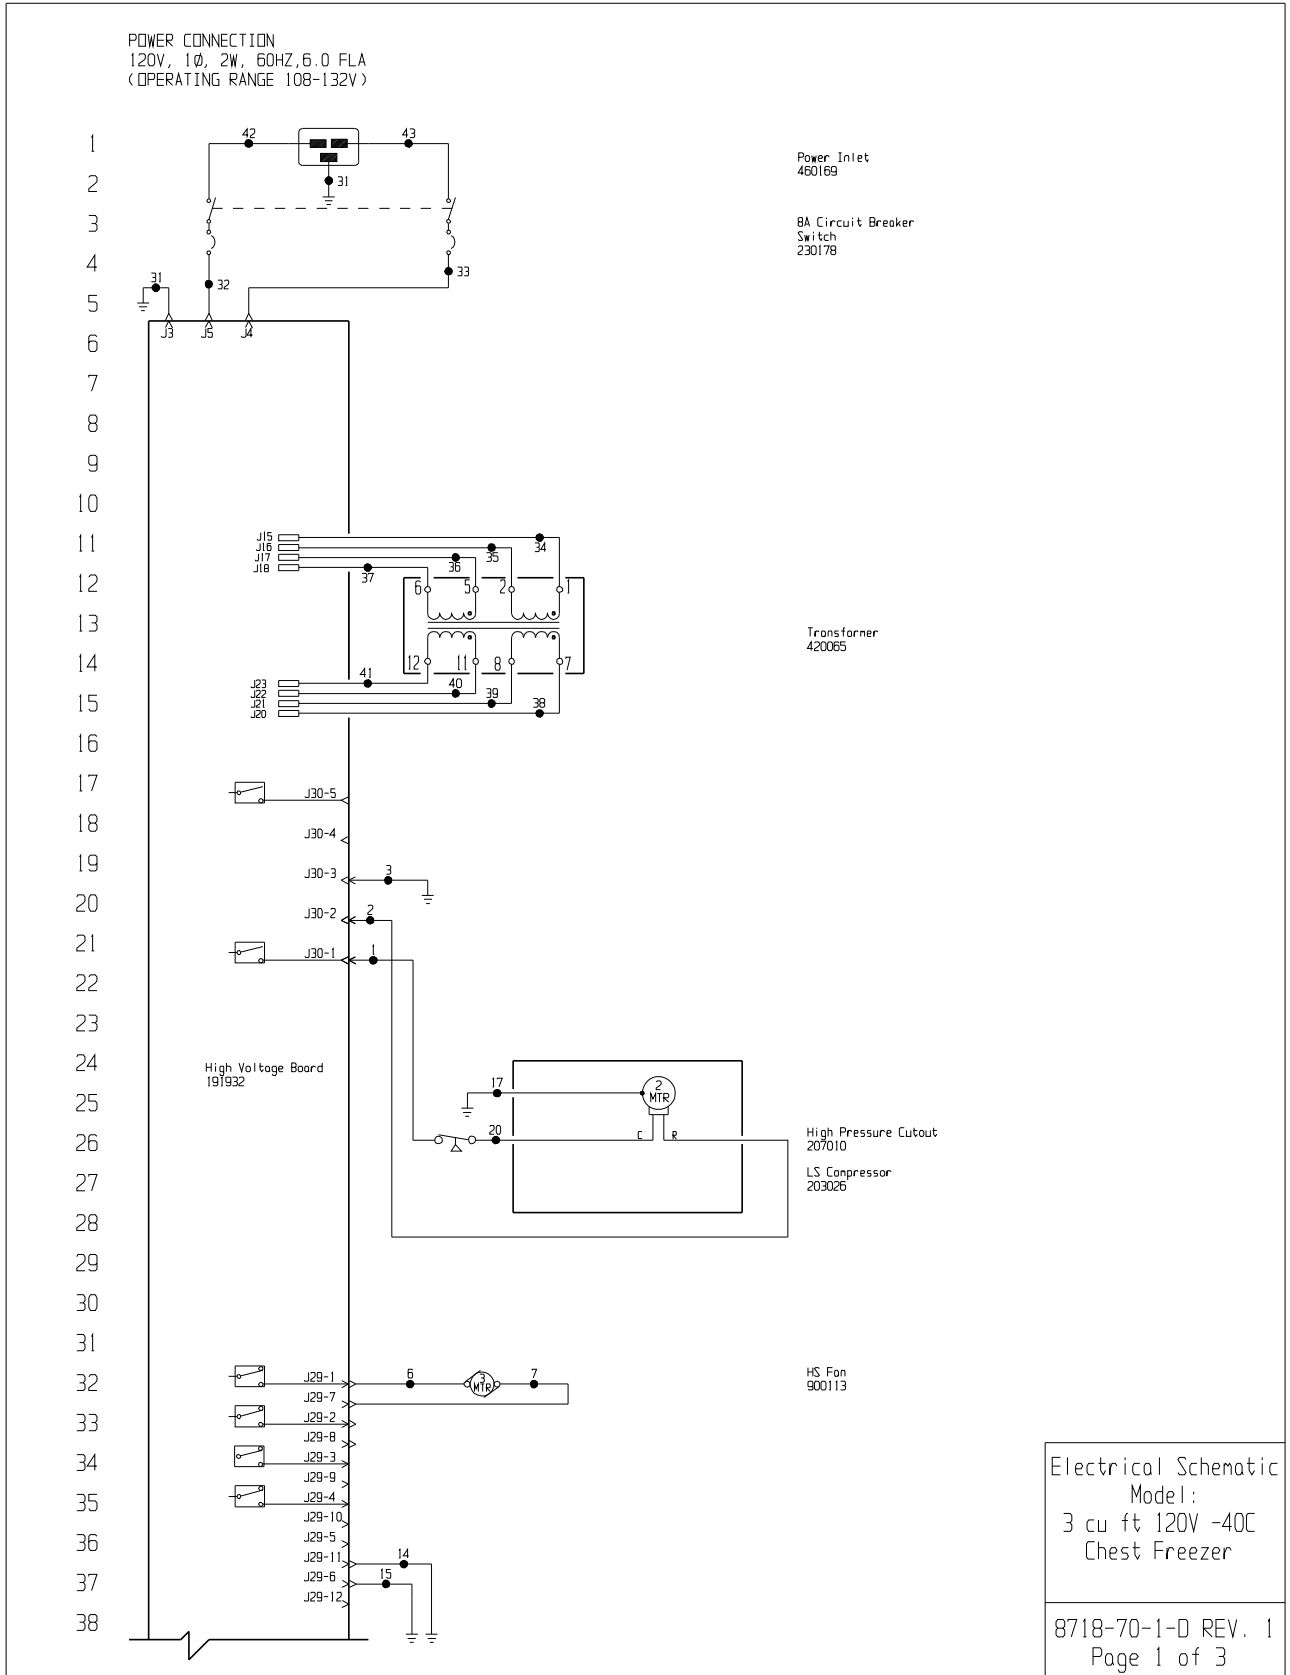 POWER CONNECTION
120V, 1Ø, 2W, 60HZ,6.0 FLA
(OPERATING RANGE 108-132V)
1
42
43
Power Inlet
460169
2
31
3
8A Circuit Breaker
Switch
230178
4
33
31
32
5
J3
J5
J4
6
7
8
9
10
11
J15
J16
J17
J18
34
35
36
37
12
6
5
2
1
13
Transformer
420065
14
12
11
8
7
41
40
39
38
J23
J22
J21
J20
15
16
17
J30-5
18
J30-4
19
J30-3
3
20
J30-2
2
21
J30-1
1
22
23
24
High Voltage Board
191932
17
2
MTR
25
20
C
R
26
High Pressure Cutout
207010
27
LS Compressor
203026
28
29
30
31
32
J29-1
6
3
MTR
7
HS Fan
900113
J29-7
33
J29-2
J29-8
34
J29-3
J29-9
35
J29-4
J29-10
36
J29-5
J29-11
14
37
J29-6
15
J29-12
38
Electrical Schematic
Model:
3 cu ft 120V -40C
Chest Freezer
8718-70-1-D REV. 1
Page 1 of 3